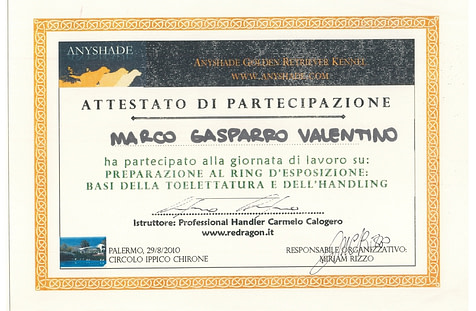 ANYSHADE
ANYSHADE GOLDEN RETRIEVER KENNEL
WWW.ANYSHADE.COM
ATTESTATO DI PARTECIPAZIONE
MARCO GASPARRO VALENTINO
ha partecipato alla giornata di lavoro su:
PREPARAZIONE AL RING D'ESPOSIZIONE:
BASI DELLA TOELETTATURA E DELL'HANDLING
Istruttore: Professional Handler Carmelo Calogero
www.redragon.it
PALERMO, 29/8/2010
CIRCOLO IPPICO CHIRONE
RESPONSABILE ORGANIZZATIVO:
MIRJAM RIZZO